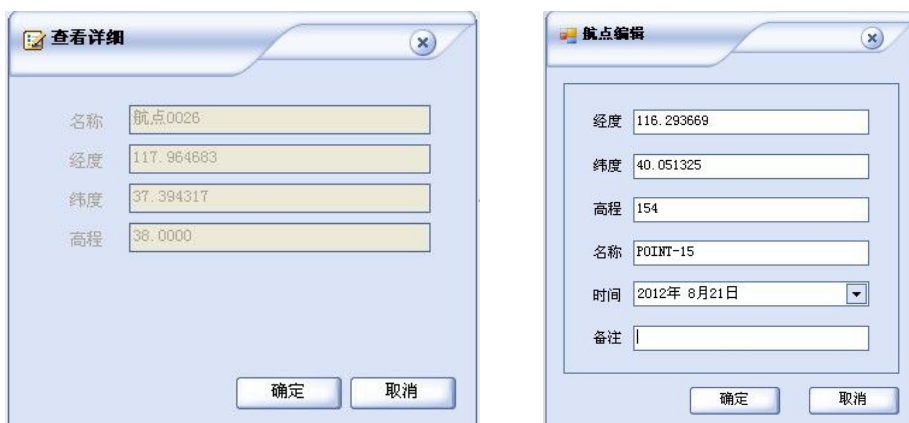 查看详细
名称 航点0026
经度 117.964683
纬度 37.394317
高程 38.0000
确定 取消
航点编辑
经度 116.293669
纬度 40.051325
高程 154
名称 POINT-15
时间 2012年 8月21日
备注
确定 取消